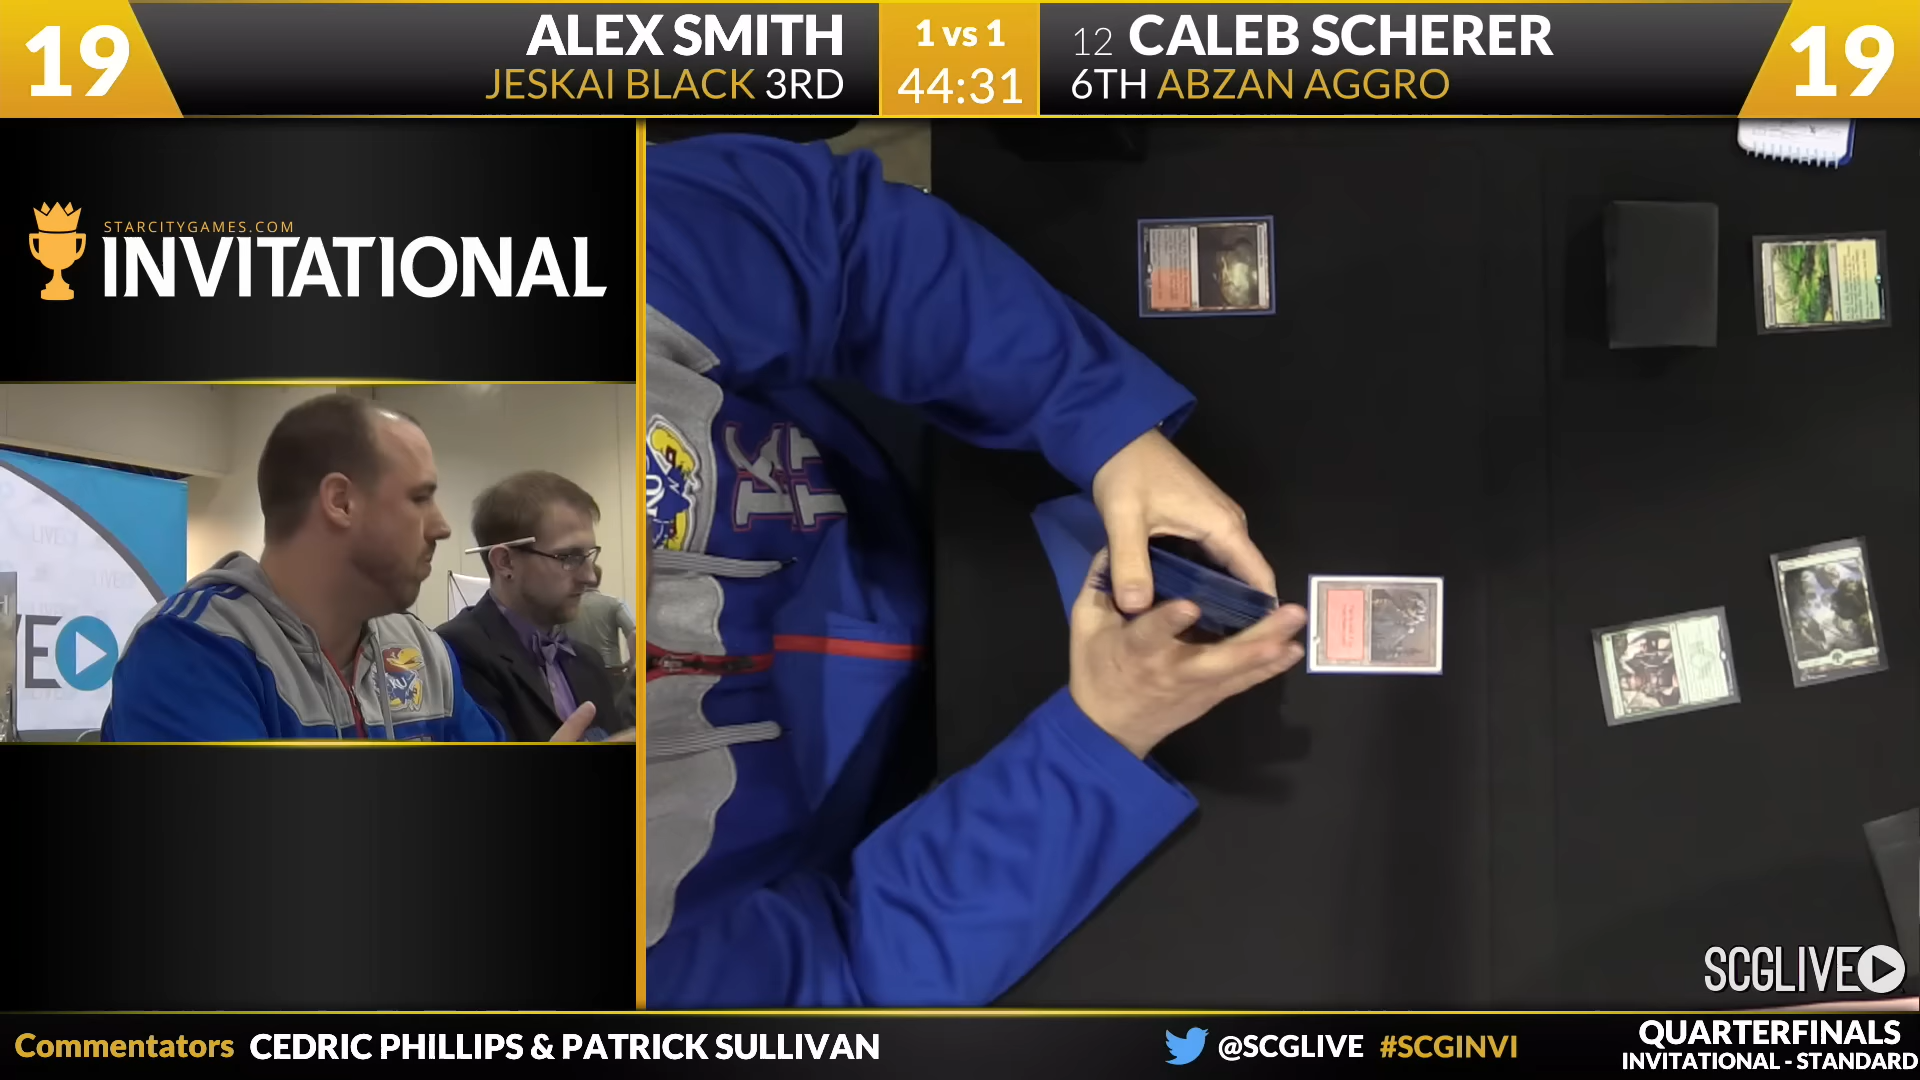 19
ALEX SMITH
JESKAI BLACK 3RD
1 vs 1
44:31
12 CALEB SCHERER
6TH ABZAN AGGRO
19
STARCITYGAMES.COM
INVITATIONAL
SCGLIVE
Commentators CEDRIC PHILLIPS & PATRICK SULLIVAN
@SCGLIVE #SCGINVI
QUARTERFINALS
INVITATIONAL - STANDARD